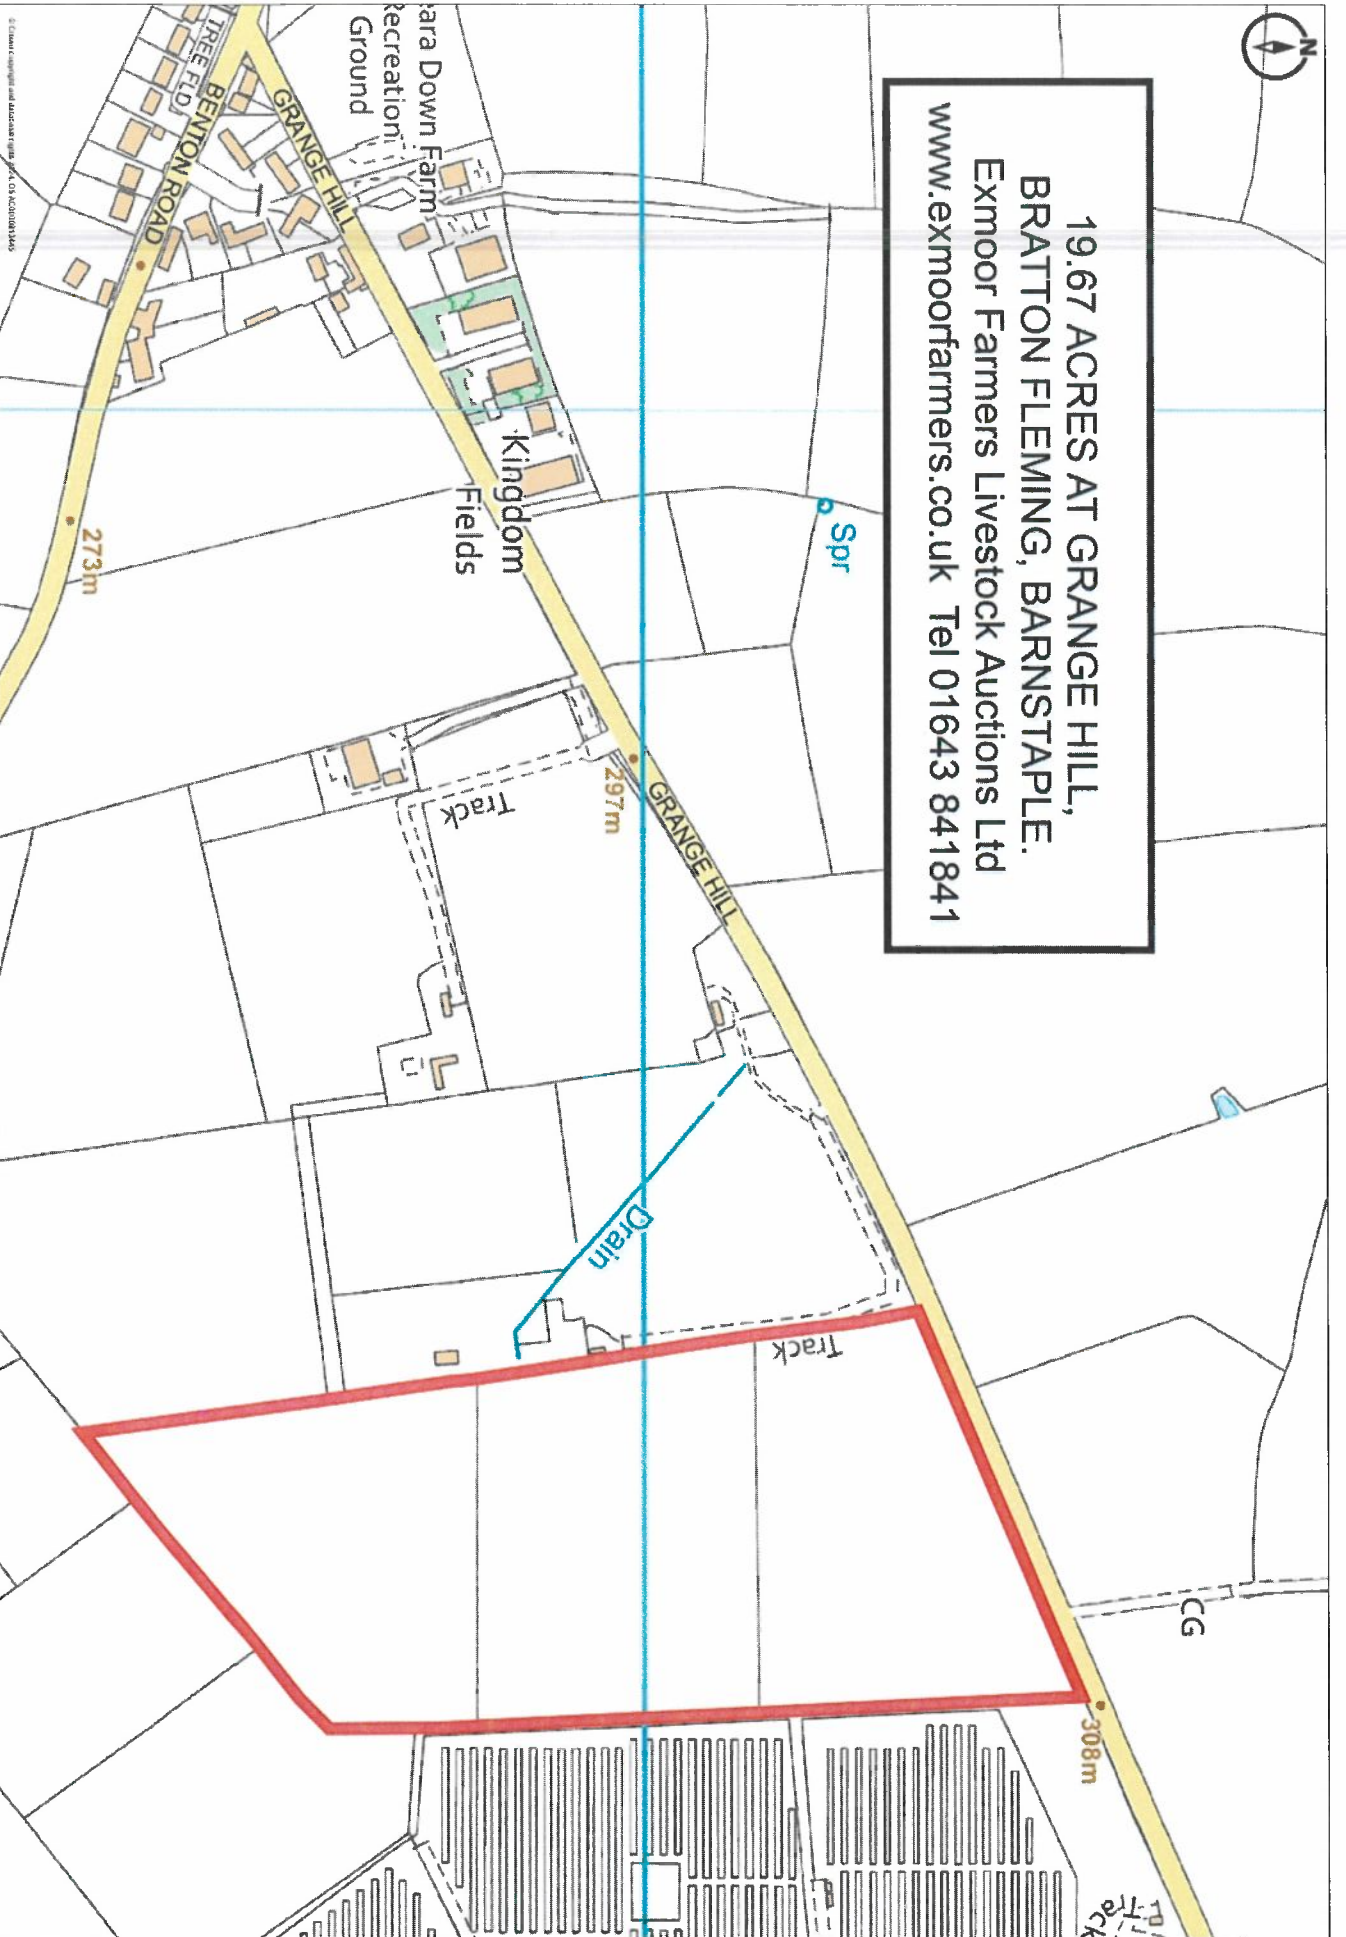 N
19.67 ACRES AT GRANGE HILL,
BRATTON FLEMING, BARNSTAPLE.
Exmoor Farmers Livestock Auctions Ltd
www.exmoorfarmers.co.uk Tel 01643 841841
Spr
CG
308m
Track
GRANGE HILL
297m
Track
Drain
Track
ara Down Farm
Recreation
Ground
Kingdom
Fields
GRANGE HILL
TREE FLD
BENTON ROAD
273m